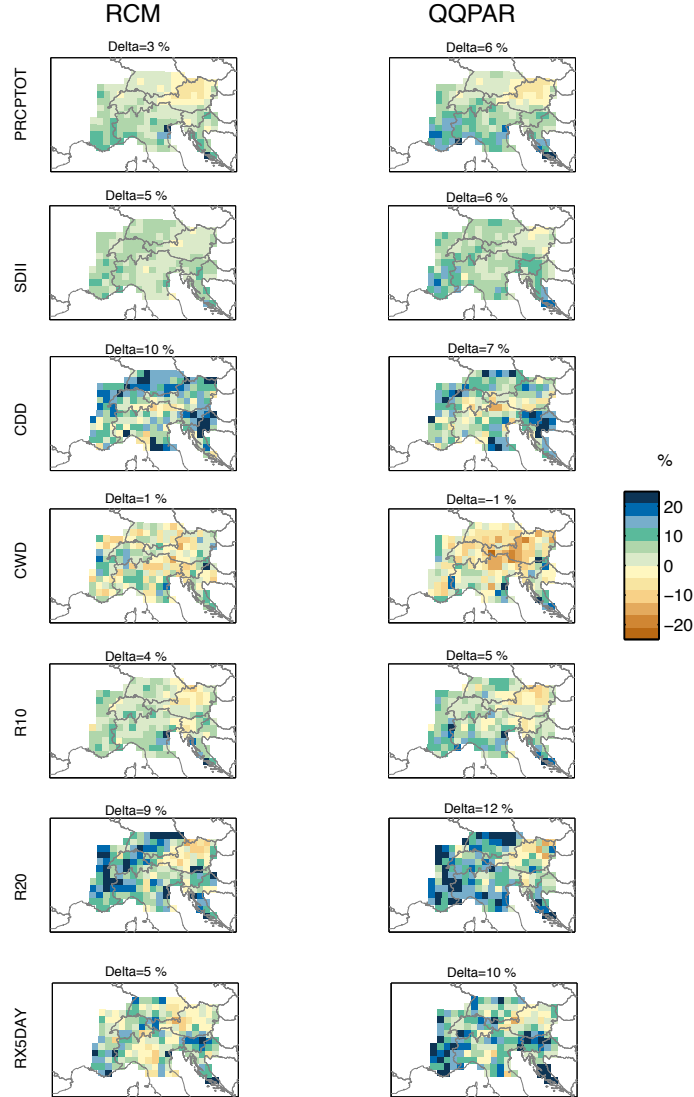 RCM QQPAR
PRCPTOT
Delta=3 % Delta=6 %
SDII
Delta=5 % Delta=6 %
CDD
Delta=10 % Delta=7 %
%
20
10
0
−10
−20
CWD
Delta=1 % Delta=−1 %
R10
Delta=4 % Delta=5 %
R20
Delta=9 % Delta=12 %
RX5DAY
Delta=5 % Delta=10 %